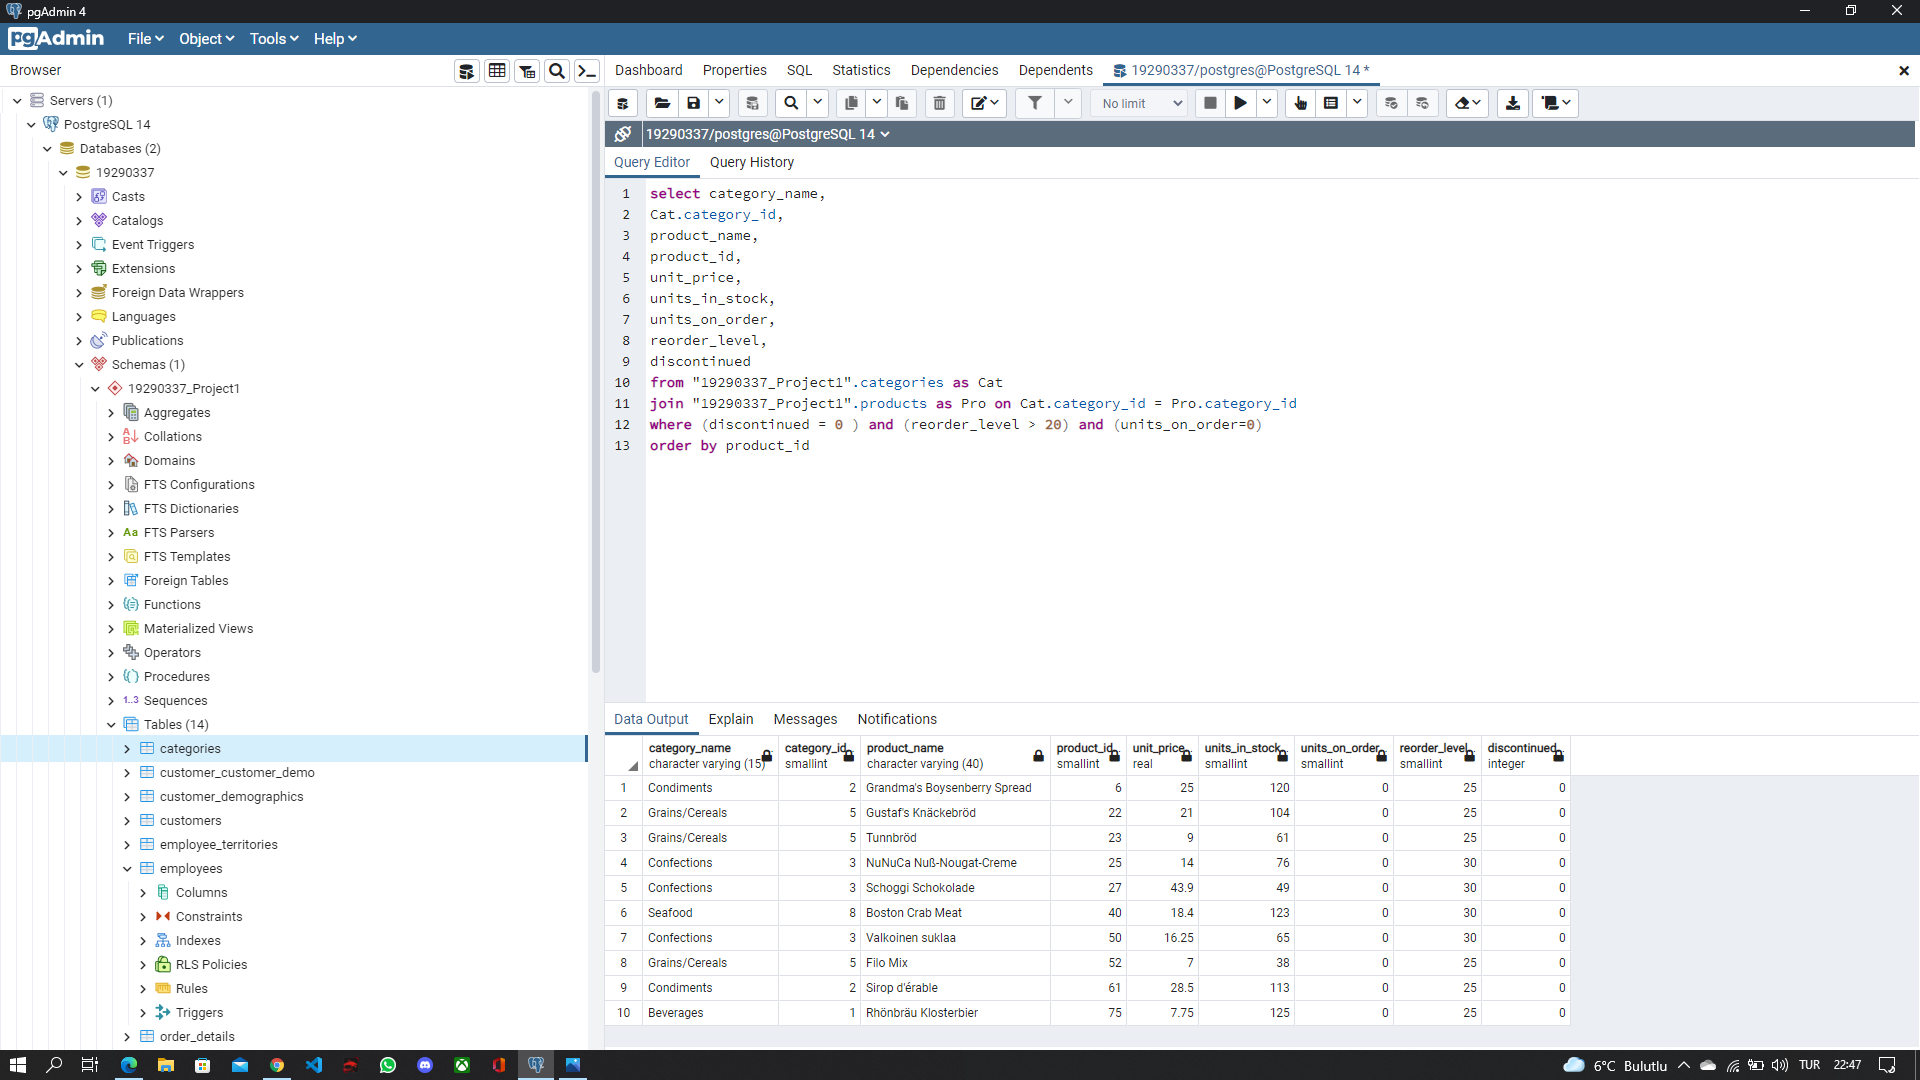 pgAdmin 4
pgAdmin File Object Tools Help
Browser
Servers (1)
PostgreSQL 14
Databases (2)
19290337
Casts
Catalogs
Event Triggers
Extensions
Foreign Data Wrappers
Languages
Publications
Schemas (1)
19290337_Project1
Aggregates
Collations
Domains
FTS Configurations
FTS Dictionaries
Aa FTS Parsers
FTS Templates
Foreign Tables
Functions
Materialized Views
Operators
Procedures
1..3 Sequences
Tables (14)
categories
customer_customer_demo
customer_demographics
customers
employee_territories
employees
Columns
Constraints
Indexes
RLS Policies
Rules
Triggers
order_details
Dashboard Properties SQL Statistics Dependencies Dependents 19290337/postgres@PostgreSQL 14 *
No limit
19290337/postgres@PostgreSQL 14
Query Editor Query History
1 select category_name,
2 Cat.category_id,
3 product_name,
4 product_id,
5 unit_price,
6 units_in_stock,
7 units_on_order,
8 reorder_level,
9 discontinued
10 from "19290337_Project1".categories as Cat
11 join "19290337_Project1".products as Pro on Cat.category_id = Pro.category_id
12 where (discontinued = 0 ) and (reorder_level > 20) and (units_on_order=0)
13 order by product_id
Data Output Explain Messages Notifications
category_name category_id product_name product_id unit_price units_in_stock units_on_order reorder_level discontinued
character varying (15) smallint character varying (40) smallint real smallint smallint smallint integer
1 Condiments 2 Grandma's Boysenberry Spread 6 25 120 0 25 0
2 Grains/Cereals 5 Gustaf's Knäckebröd 22 21 104 0 25 0
3 Grains/Cereals 5 Tunnbröd 23 9 61 0 25 0
4 Confections 3 NuNuCa Nuß-Nougat-Creme 25 14 76 0 30 0
5 Confections 3 Schoggi Schokolade 27 43.9 49 0 30 0
6 Seafood 8 Boston Crab Meat 40 18.4 123 0 30 0
7 Confections 3 Valkoinen suklaa 50 16.25 65 0 30 0
8 Grains/Cereals 5 Filo Mix 52 7 38 0 25 0
9 Condiments 2 Sirop d'érable 61 28.5 113 0 25 0
10 Beverages 1 Rhönbräu Klosterbier 75 7.75 125 0 25 0
6°C Bulutlu TUR 22:47